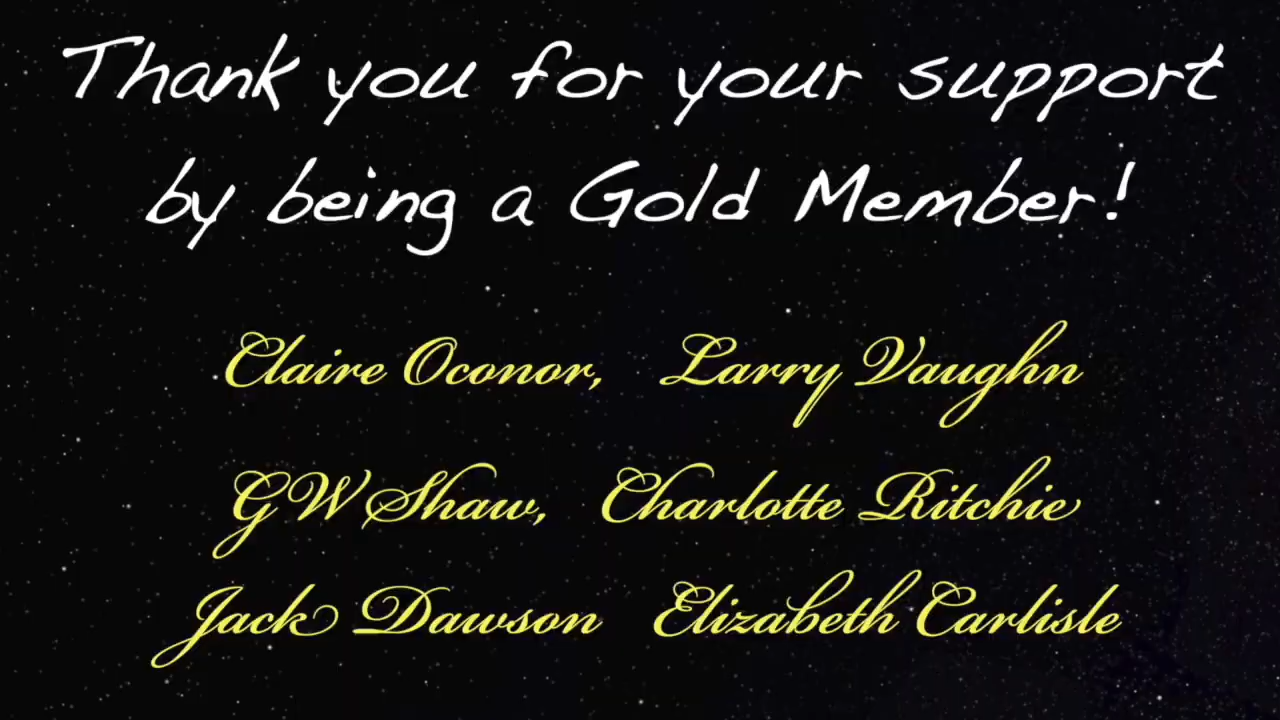 Thank you for your support
by being a Gold Member!
Claire Oconor, Larry Vaughn
GW Shaw, Charlotte Ritchie
Jack Dawson Elizabeth Carlisle